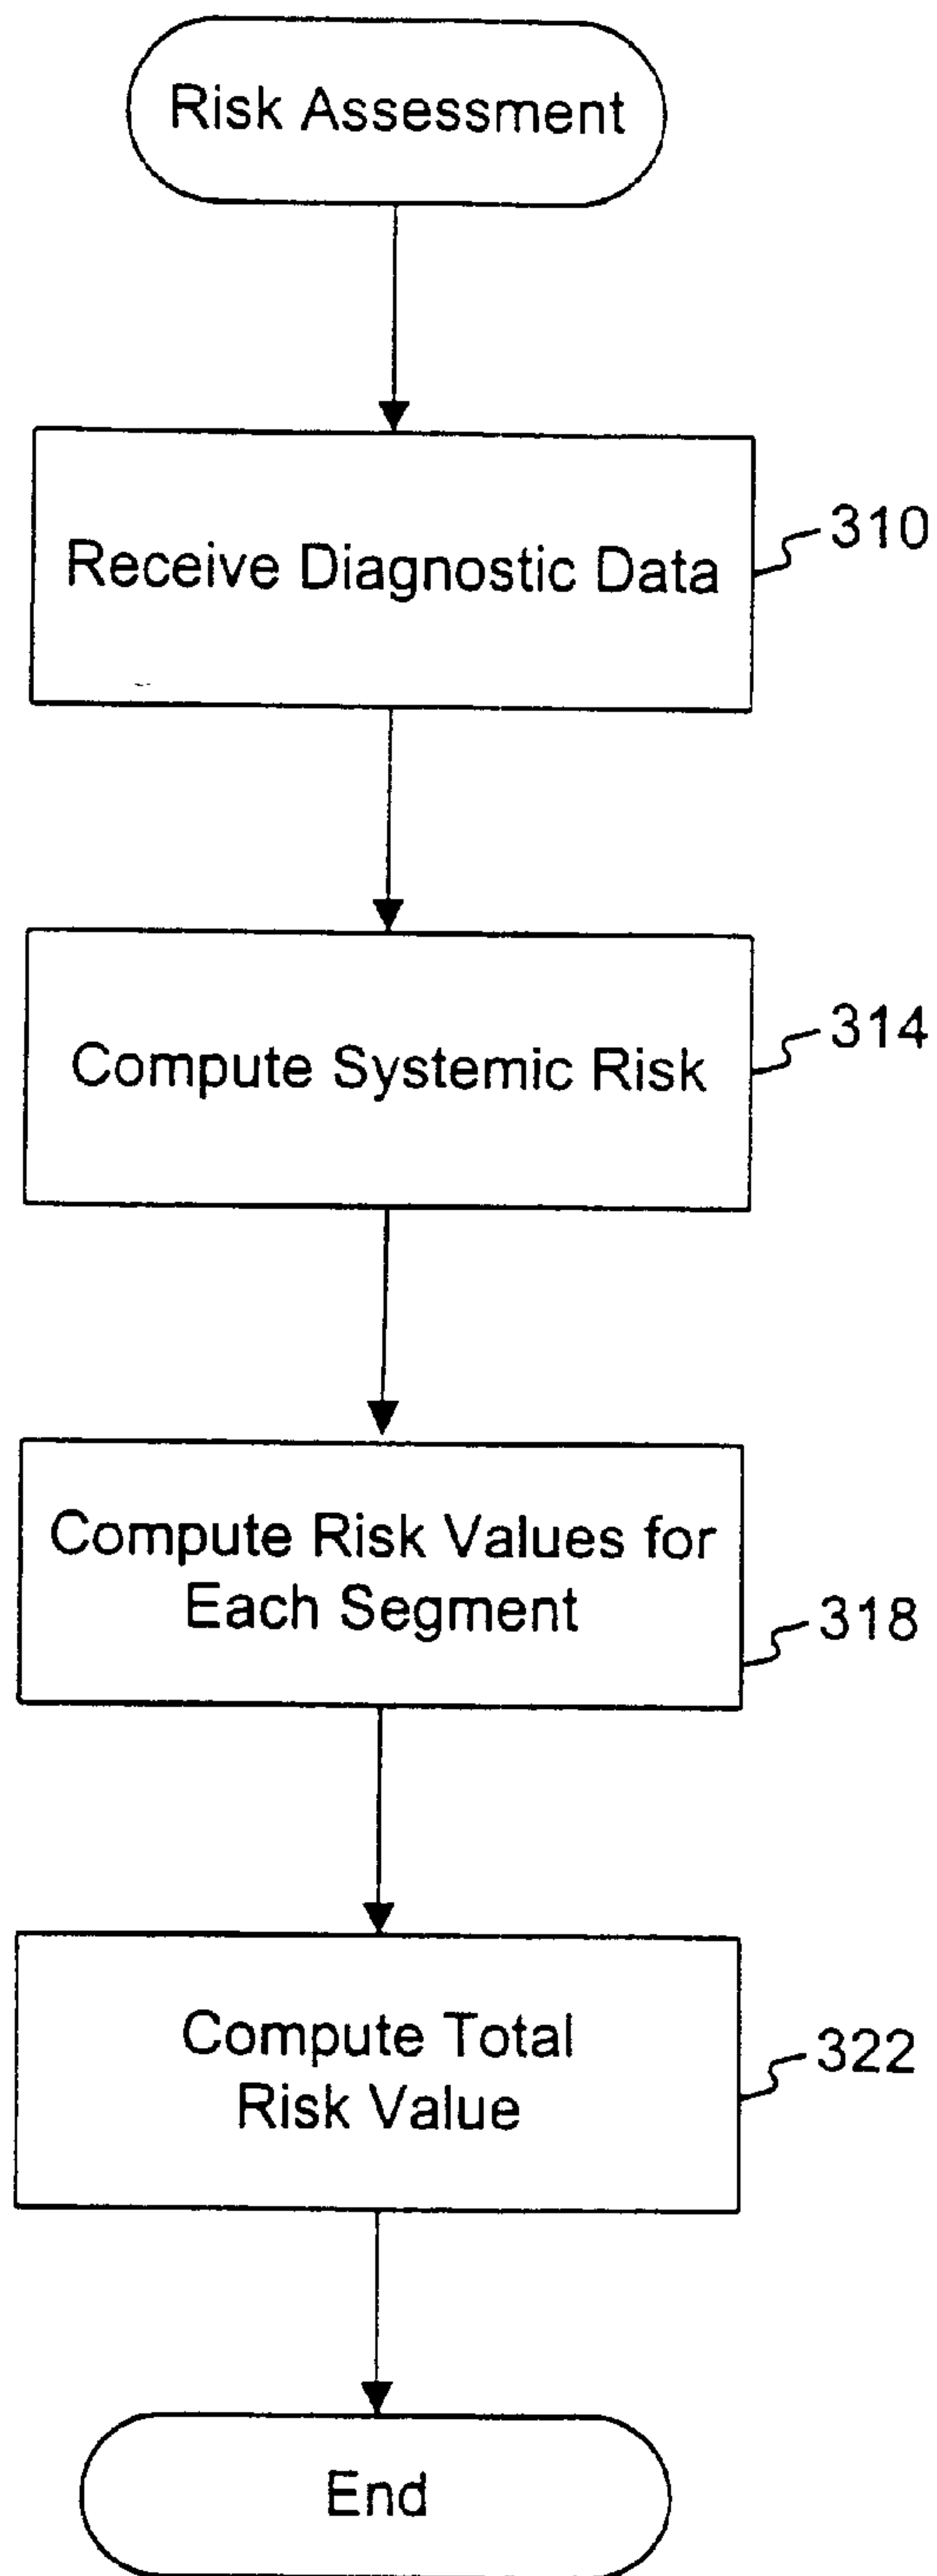 Risk Assessment
Receive Diagnostic Data
310
Compute Systemic Risk
314
Compute Risk Values for
Each Segment
318
Compute Total
Risk Value
322
End